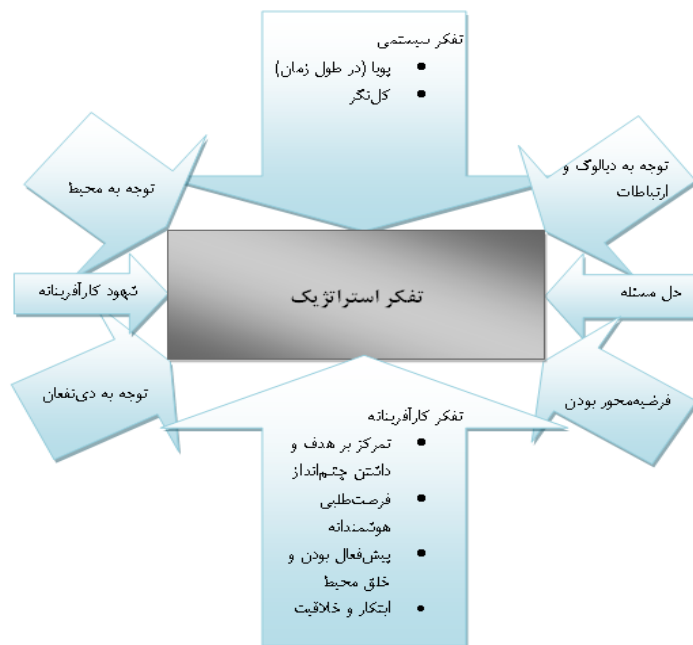 تفکر سیستمی
• پویا (در طول زمان)
• کل‌نگر
توجه به دیالوگ و
ارتباطات
توجه به محیط
حل مسئله
تفکر استراتژیک
شهود کارآفرینانه
فرضیه‌محور بودن
توجه به ذی‌نفعان
تفکر کارآفرینانه
• تمرکز بر هدف و
داشتن چشم‌انداز
• فرصت‌طلبی
هوشمندانه
• پیش‌فعال بودن و
خلق محیط
• ابتکار و خلاقیت